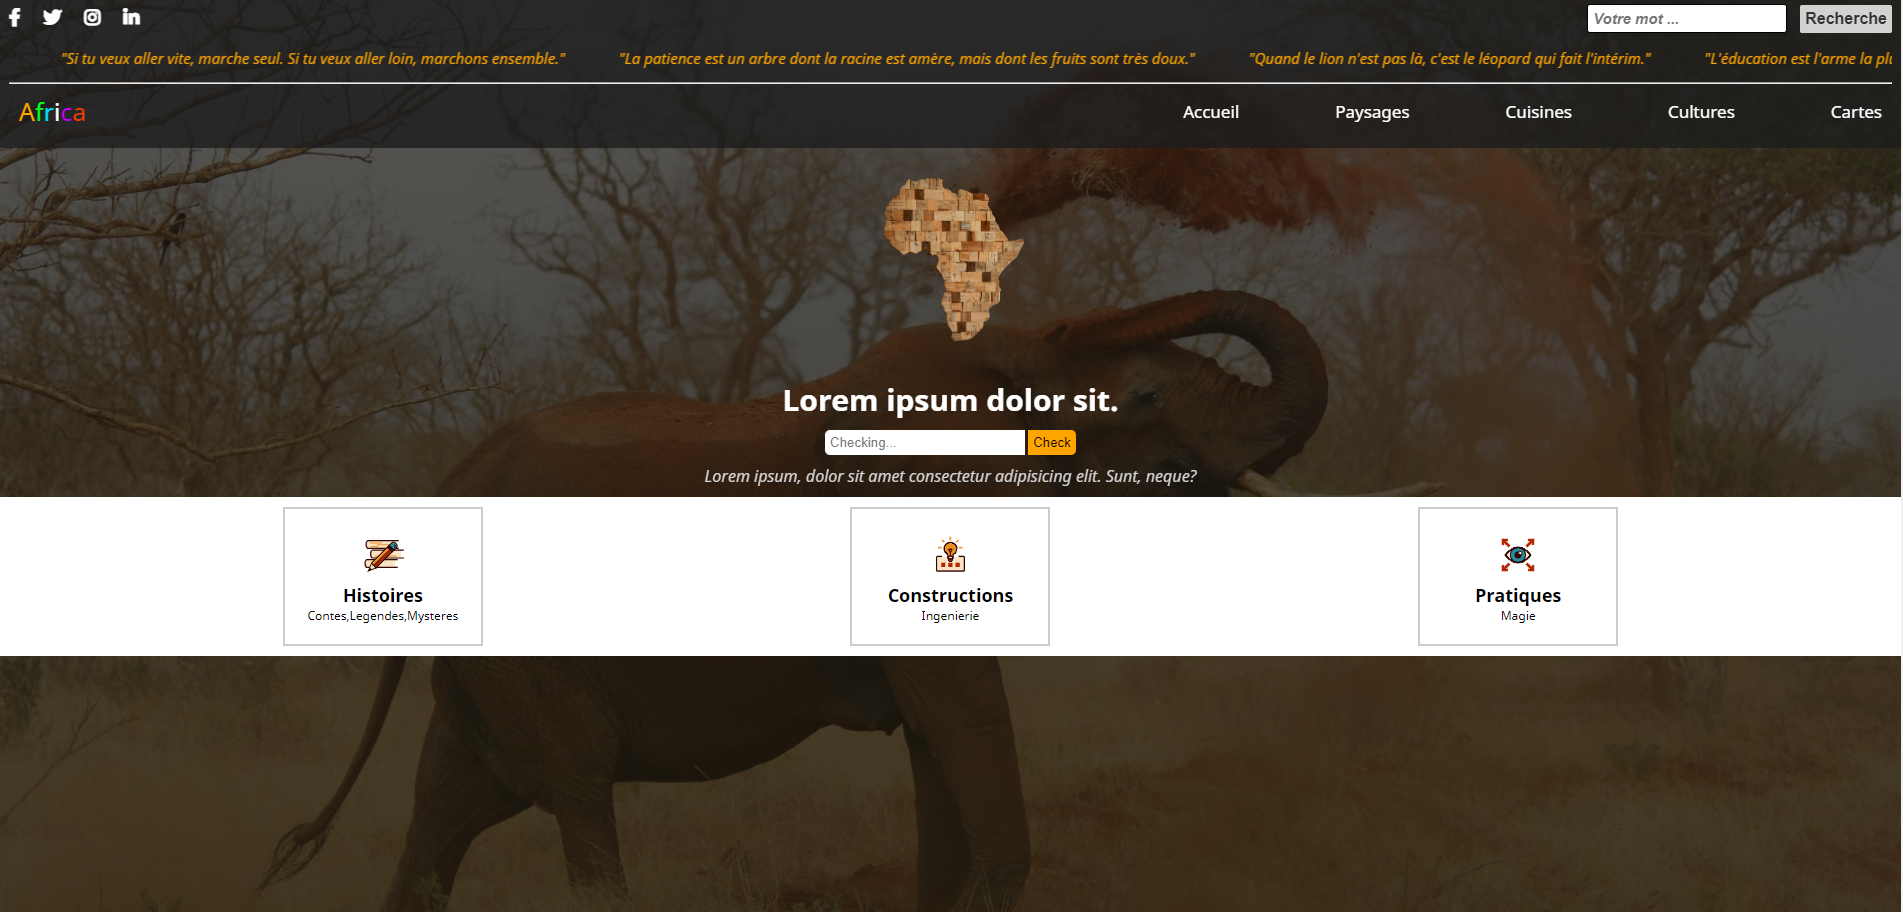 Votre mot ...
Recherche
"Si tu veux aller vite, marche seul. Si tu veux aller loin, marchons ensemble."
"La patience est un arbre dont la racine est amère, mais dont les fruits sont très doux."
"Quand le lion n'est pas là, c'est le léopard qui fait l'intérim."
"L'éducation est l'arme la
Africa
Accueil
Paysages
Cuisines
Cultures
Cartes
Lorem ipsum dolor sit.
Checking...
Check
Lorem ipsum, dolor sit amet consectetur adipisicing elit. Sunt, neque?
Histoires
Contes,Legendes,Mysteres
Constructions
Ingenierie
Pratiques
Magie